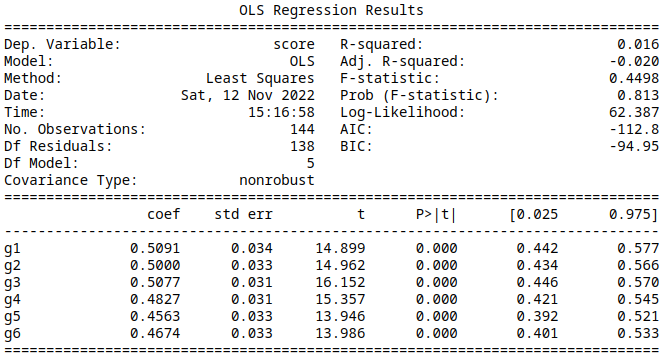 OLS Regression Results
==============================================================================
Dep. Variable: score R-squared: 0.016
Model: OLS Adj. R-squared: -0.020
Method: Least Squares F-statistic: 0.4498
Date: Sat, 12 Nov 2022 Prob (F-statistic): 0.813
Time: 15:16:58 Log-Likelihood: 62.387
No. Observations: 144 AIC: -112.8
Df Residuals: 138 BIC: -94.95
Df Model: 5
Covariance Type: nonrobust
==============================================================================
coef std err t P>|t| [0.025 0.975]
------------------------------------------------------------------------------
g1 0.5091 0.034 14.899 0.000 0.442 0.577
g2 0.5000 0.033 14.962 0.000 0.434 0.566
g3 0.5077 0.031 16.152 0.000 0.446 0.570
g4 0.4827 0.031 15.357 0.000 0.421 0.545
g5 0.4563 0.033 13.946 0.000 0.392 0.521
g6 0.4674 0.033 13.986 0.000 0.401 0.533
==============================================================================